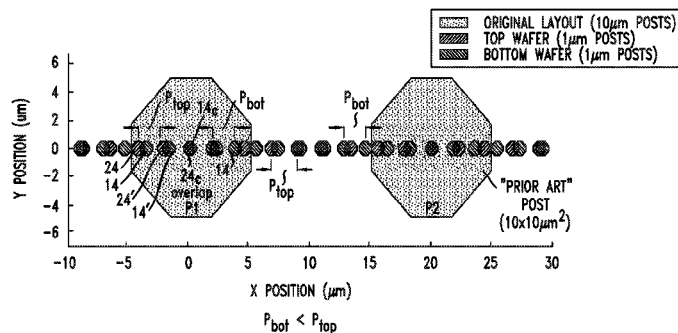 ORIGINAL LAYOUT (10μm POSTS)
TOP WAFER (1μm POSTS)
BOTTOM WAFER (1μm POSTS)
Y POSITION (um)
6
4
2
0
-2
-4
-6
P_top
14_c
P_bot
P_bot
24
14
24'
14'
24_c
overlap
P1
14'
P_top
P2
"PRIOR ART"
POST
(10x10μm²)
-10 -5 0 5 10 15 20 25 30
X POSITION (μm)
P_bot < P_top